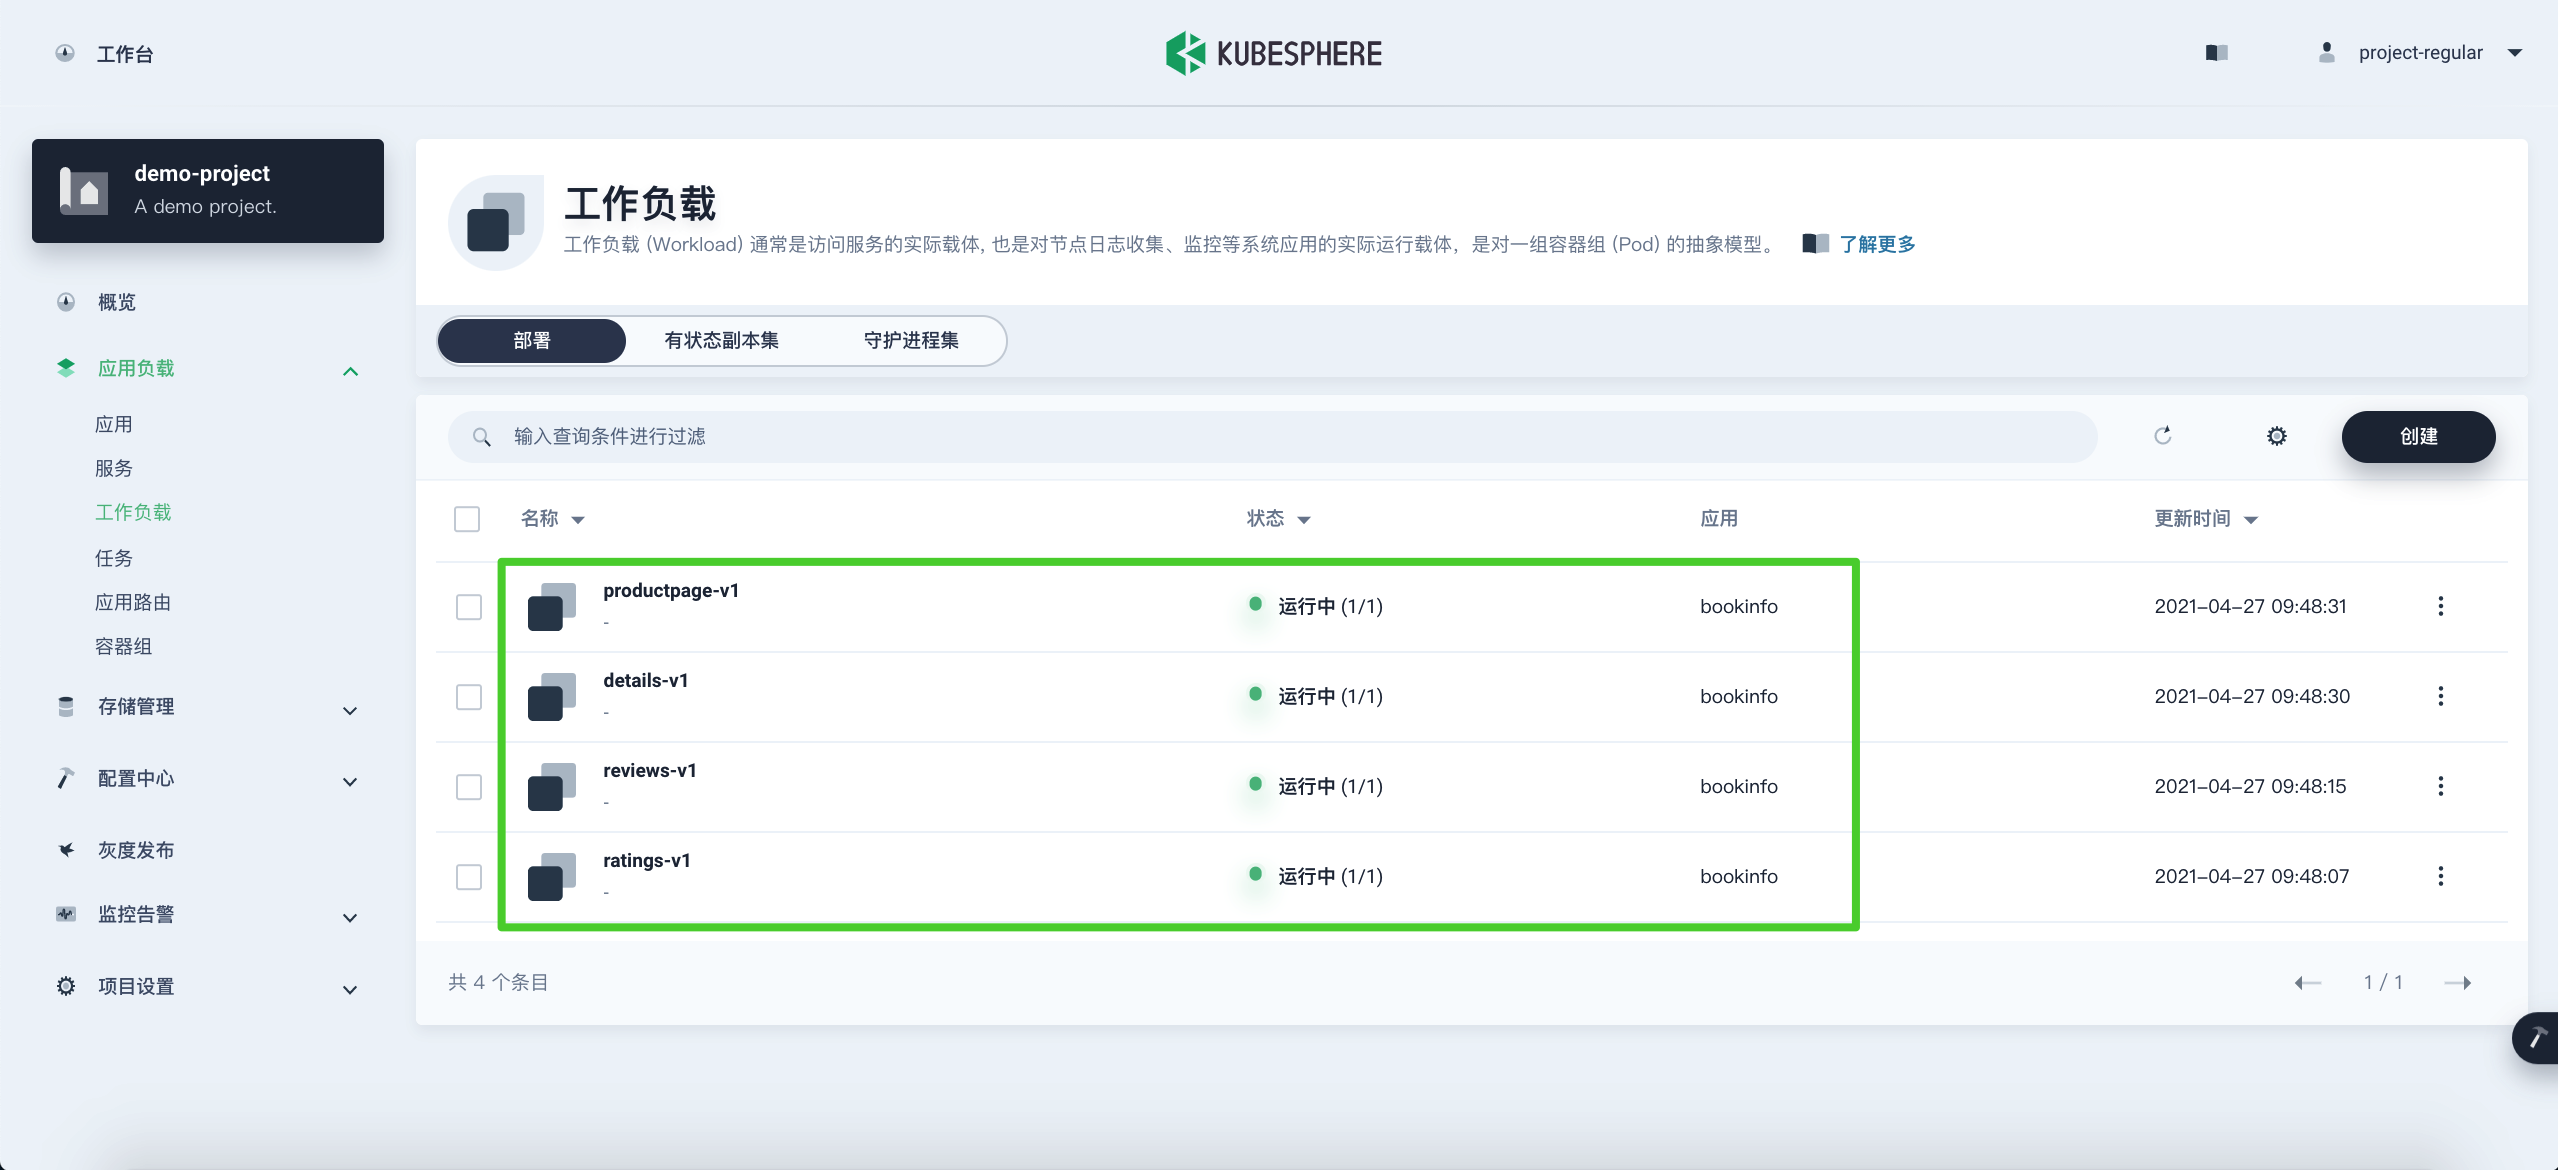 工作台
KUBESPHERE
project-regular
demo-project
A demo project.
概览
应用负载
应用
服务
工作负载
任务
应用路由
容器组
存储管理
配置中心
灰度发布
监控告警
项目设置
工作负载
工作负载 (Workload) 通常是访问服务的实际载体, 也是对节点日志收集、监控等系统应用的实际运行载体，是对一组容器组 (Pod) 的抽象模型。 了解更多
部署 有状态副本集 守护进程集
输入查询条件进行过滤 创建
名称 状态 应用 更新时间
productpage-v1
-
运行中 (1/1) bookinfo 2021-04-27 09:48:31
details-v1
-
运行中 (1/1) bookinfo 2021-04-27 09:48:30
reviews-v1
-
运行中 (1/1) bookinfo 2021-04-27 09:48:15
ratings-v1
-
运行中 (1/1) bookinfo 2021-04-27 09:48:07
共 4 个条目 1 / 1